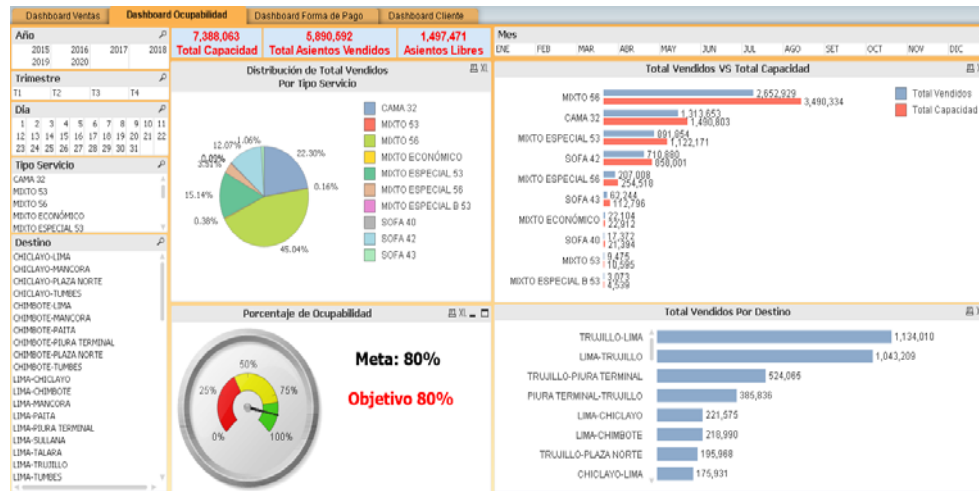 Dashboard Ventas
Dashboard Ocupabilidad
Dashboard Forma de Pago
Dashboard Cliente
Año
2015 2016 2017 2018
2019 2020
Trimestre
T1 T2 T3 T4
Día
1 2 3 4 5 6 7 8 9 10 11
12 13 14 15 16 17 18 19 20 21 22
23 24 25 26 27 28 29 30 31
Tipo Servicio
CAMA 32
MIXTO 53
MIXTO 56
MIXTO ECONÓMICO
MIXTO ESPECIAL 53
Destino
CHICLAYO-LIMA
CHICLAYO-MANCORA
CHICLAYO-PLAZA NORTE
CHICLAYO-TUMBES
CHIMBOTE-LIMA
CHIMBOTE-MANCORA
CHIMBOTE-PAITA
CHIMBOTE-PIURA TERMINAL
CHIMBOTE-PLAZA NORTE
CHIMBOTE-TUMBES
LIMA-CHICLAYO
LIMA-CHIMBOTE
LIMA-MANCORA
LIMA-PAITA
LIMA-PIURA TERMINAL
LIMA-SULLANA
LIMA-TALARA
LIMA-TRUJILLO
LIMA-TUMBES
7,388,063
Total Capacidad
5,890,592
Total Asientos Vendidos
1,497,471
Asientos Libres
Mes
ENE FEB MAR ABR MAY JUN JUL AGO SET OCT NOV DIC
Distribución de Total Vendidos
Por Tipo Servicio
XL
12.07%
1.06%
22.30%
0.16%
15.14%
0.38%
45.04%
CAMA 32
MIXTO 53
MIXTO 56
MIXTO ECONÓMICO
MIXTO ESPECIAL 53
MIXTO ESPECIAL 56
MIXTO ESPECIAL B 53
SOFA 40
SOFA 42
SOFA 43
Total Vendidos VS Total Capacidad
Total Vendidos
Total Capacidad
MIXTO 56 2,652,929
3,490,334
CAMA 32 1,313,653
1,490,803
MIXTO ESPECIAL 53 891,854
1,122,171
SOFA 42 710,880
858,001
MIXTO ESPECIAL 56 207,008
254,518
SOFA 43 62,244
112,796
MIXTO ECONÓMICO 22,104
22,912
SOFA 40 17,372
21,394
MIXTO 53 9,475
10,595
MIXTO ESPECIAL B 53 3,073
4,539
Porcentaje de Ocupabilidad
XL
0%
25%
50%
75%
100%
Meta: 80%
Objetivo 80%
Total Vendidos Por Destino
TRUJILLO-LIMA 1,134,010
LIMA-TRUJILLO 1,043,209
TRUJILLO-PIURA TERMINAL 524,065
PIURA TERMINAL-TRUJILLO 385,836
LIMA-CHICLAYO 221,575
LIMA-CHIMBOTE 218,990
TRUJILLO-PLAZA NORTE 195,968
CHICLAYO-LIMA 175,931